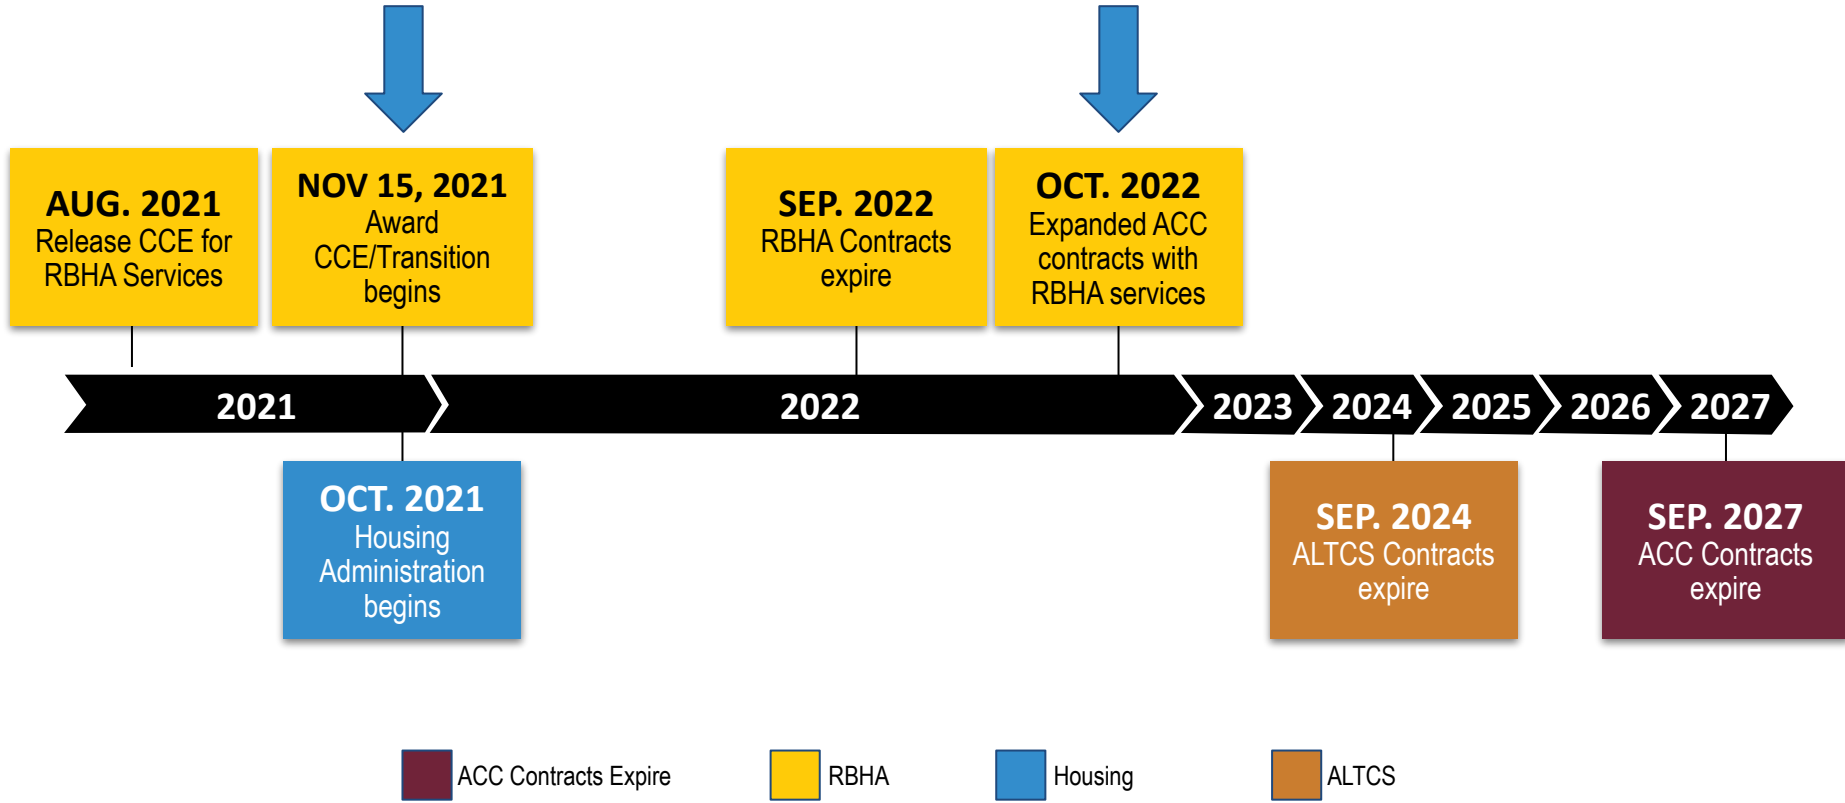 AUG. 2021
Release CCE for
RBHA Services
NOV 15, 2021
Award
CCE/Transition
begins
SEP. 2022
RBHA Contracts
expire
OCT. 2022
Expanded ACC
contracts with
RBHA services
2021
2022
2023
2024
2025
2026
2027
OCT. 2021
Housing
Administration
begins
SEP. 2024
ALTCS Contracts
expire
SEP. 2027
ACC Contracts
expire
ACC Contracts Expire
RBHA
Housing
ALTCS